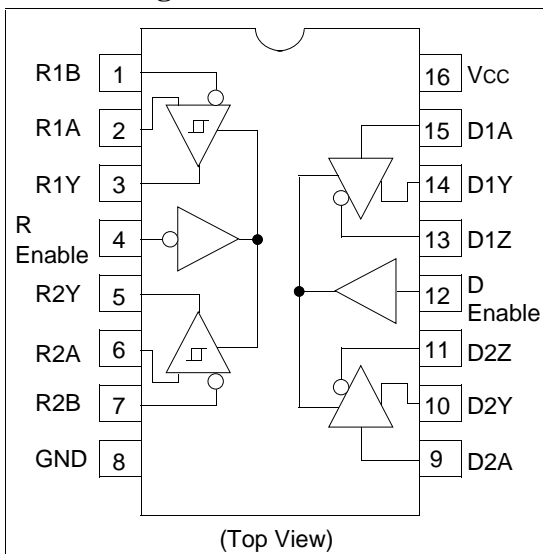 R1B 1
R1A 2
R1Y 3
R
Enable 4
R2Y 5
R2A 6
R2B 7
GND 8
16 VCC
15 D1A
14 D1Y
13 D1Z
12 D
Enable
11 D2Z
10 D2Y
9 D2A
(Top View)